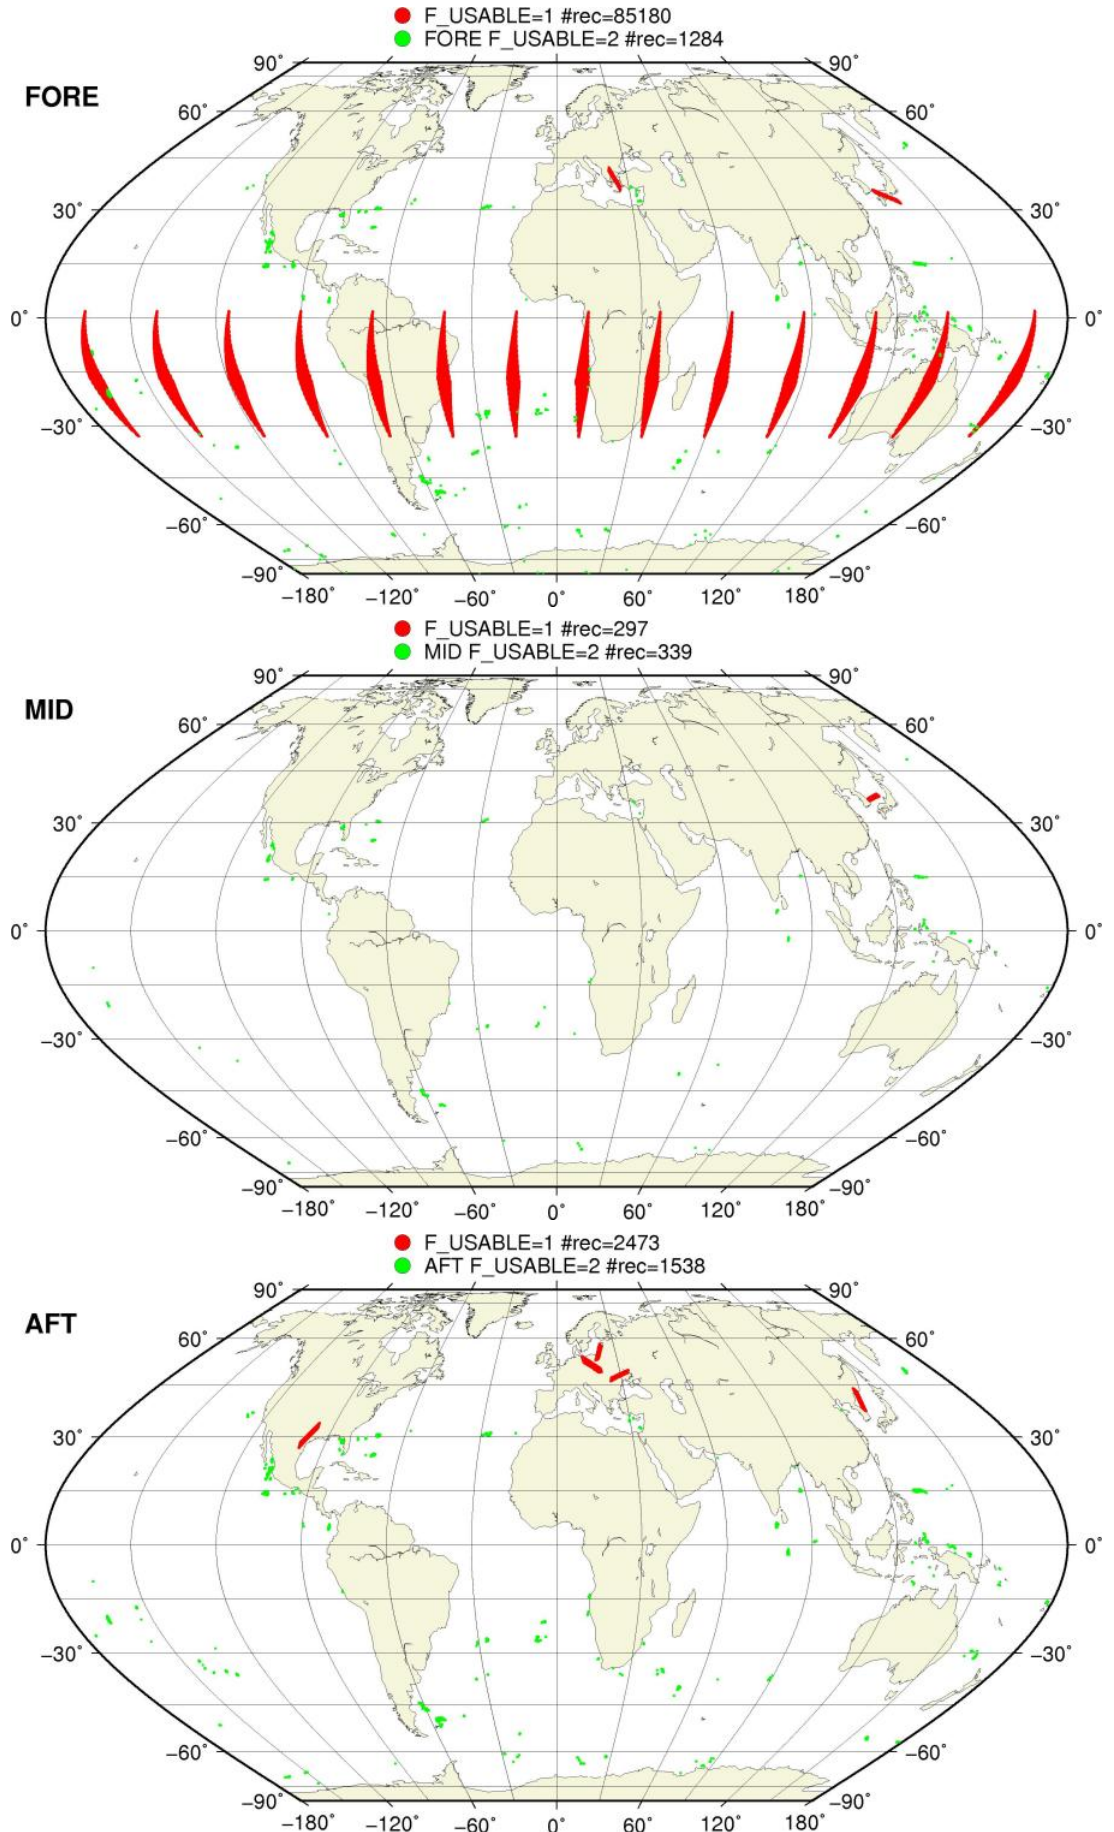 F_USABLE=1 #rec=85180
FORE F_USABLE=2 #rec=1284
FORE
90° 90°
60° 60°
30° 30°
0° 0°
−30° −30°
−60° −60°
−90° −90°
−180° −120° −60° 0° 60° 120° 180°
F_USABLE=1 #rec=297
MID F_USABLE=2 #rec=339
MID
90° 90°
60° 60°
30° 30°
0° 0°
−30° −30°
−60° −60°
−90° −90°
−180° −120° −60° 0° 60° 120° 180°
F_USABLE=1 #rec=2473
AFT F_USABLE=2 #rec=1538
AFT
90° 90°
60° 60°
30° 30°
0° 0°
−30° −30°
−60° −60°
−90° −90°
−180° −120° −60° 0° 60° 120° 180°